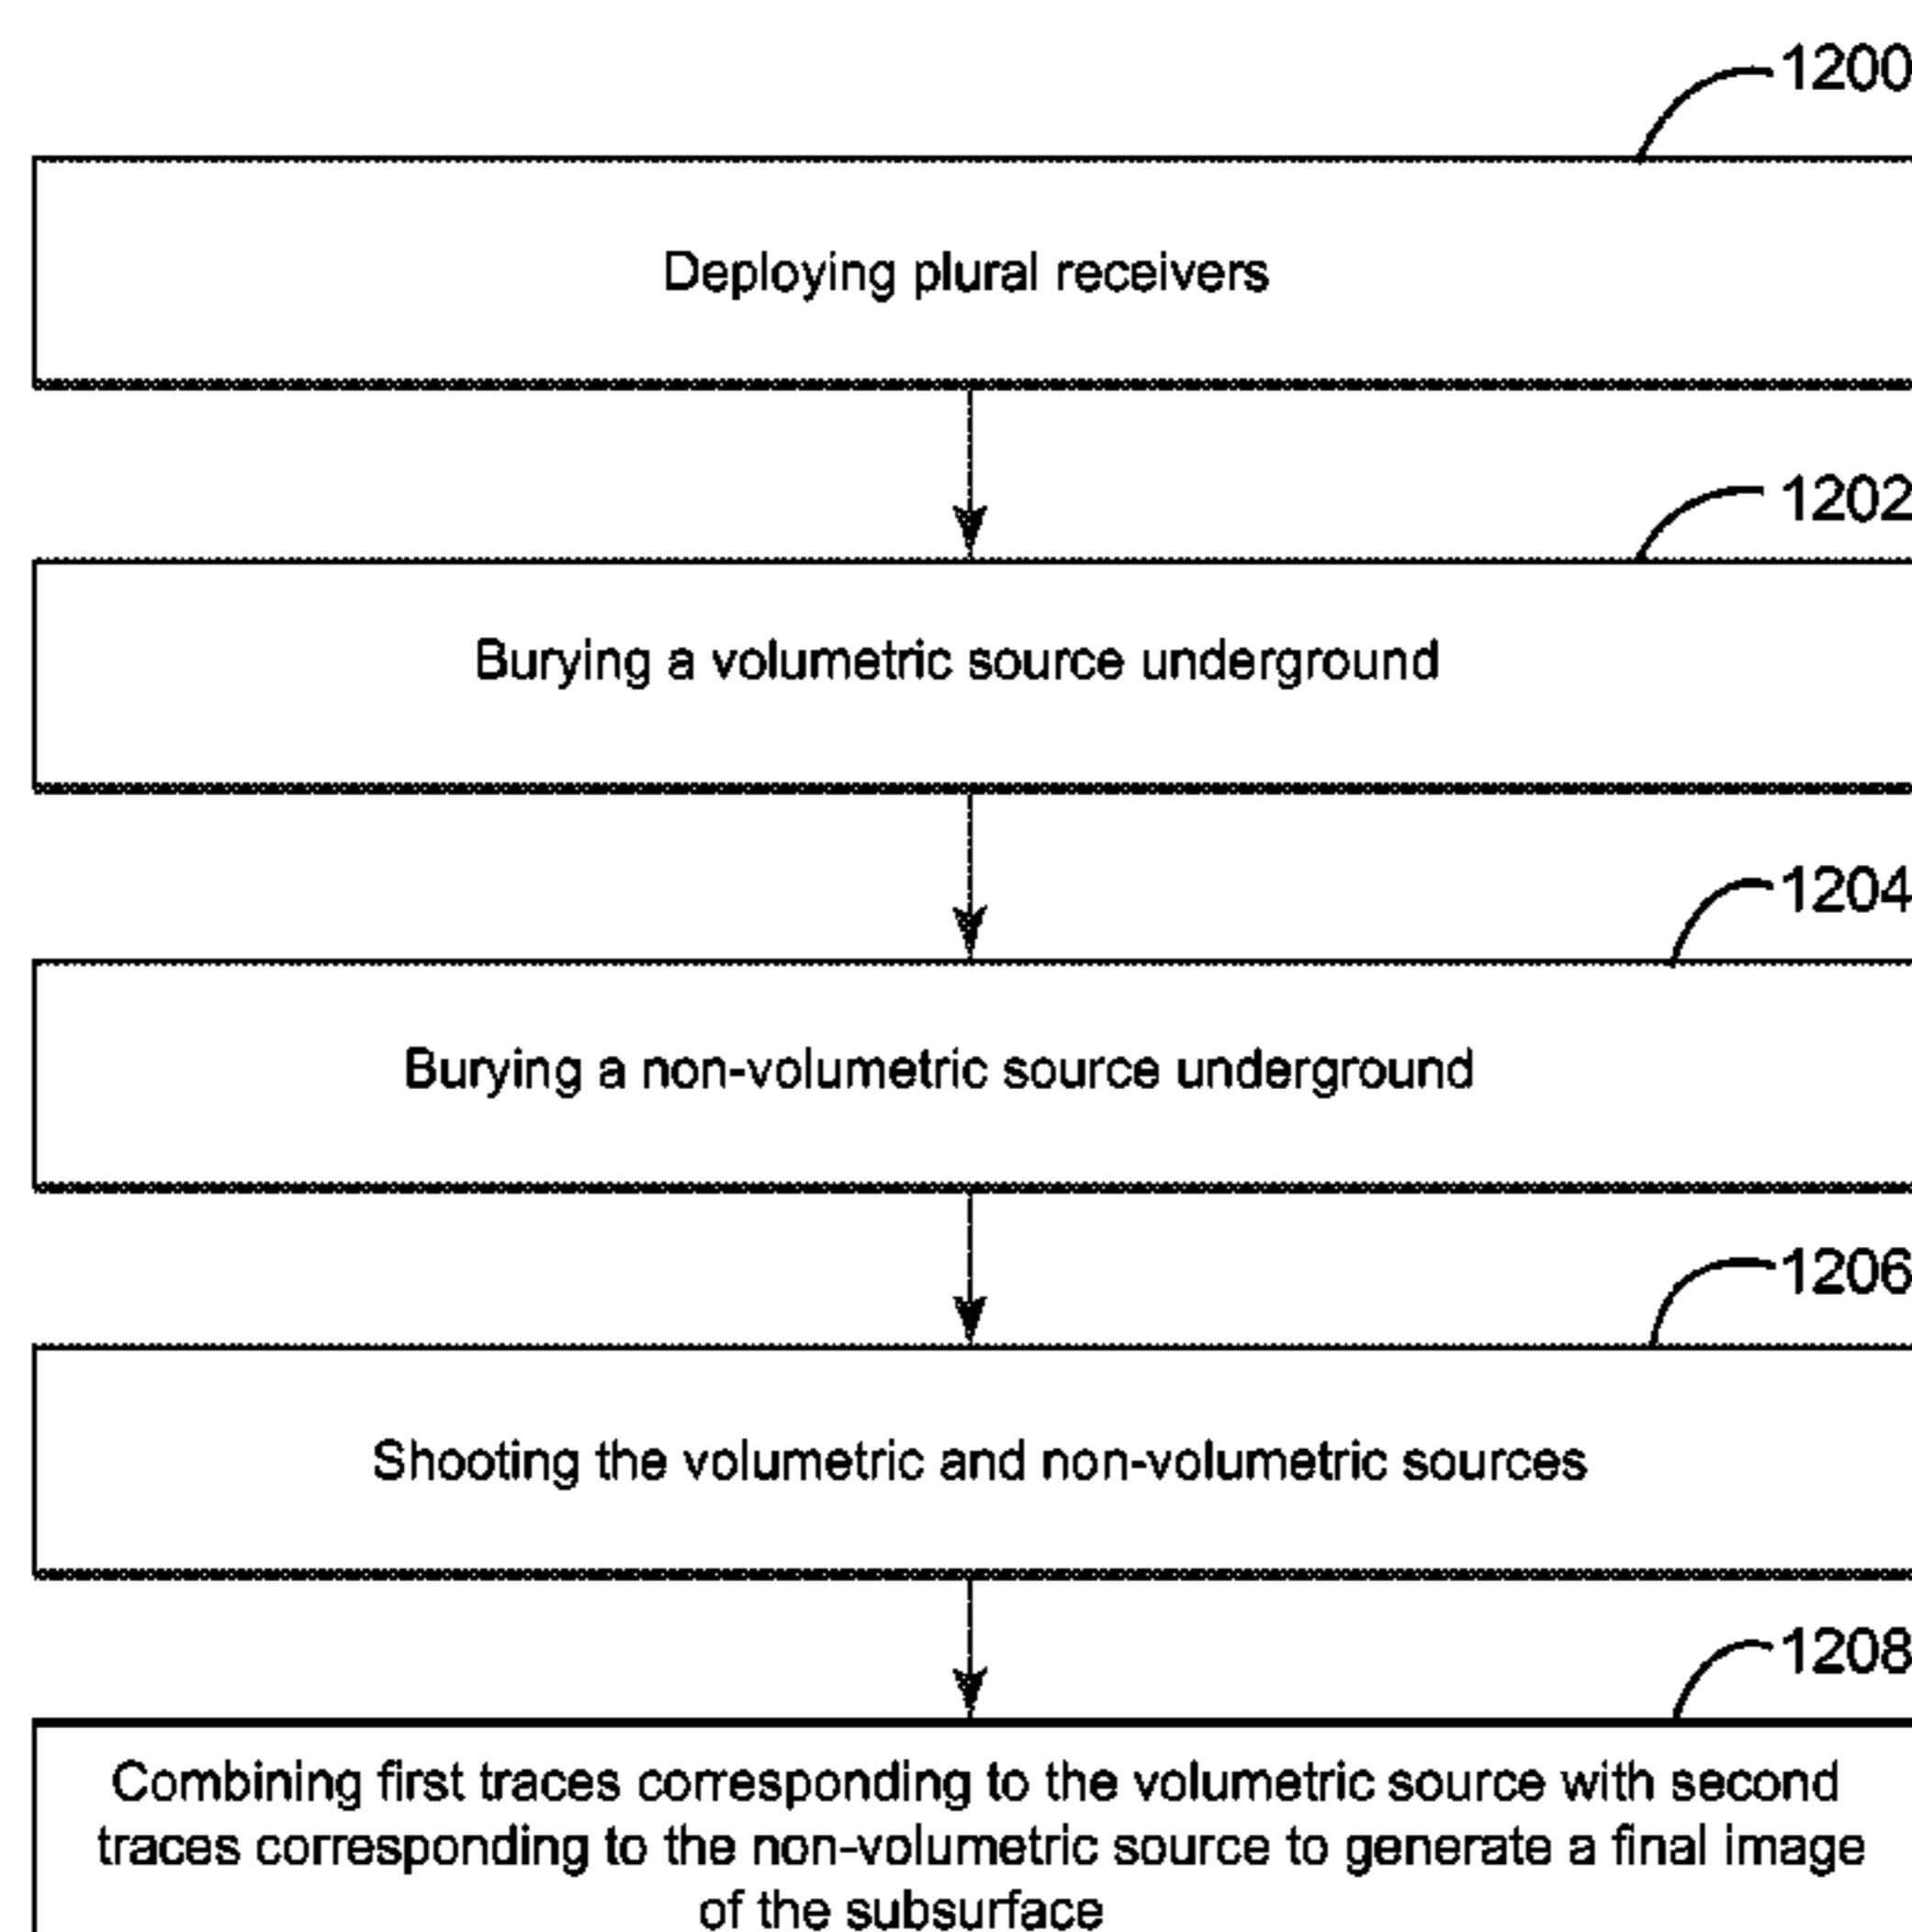 1200
Deploying plural receivers
1202
Burying a volumetric source underground
1204
Burying a non-volumetric source underground
1206
Shooting the volumetric and non-volumetric sources
1208
Combining first traces corresponding to the volumetric source with second
traces corresponding to the non-volumetric source to generate a final image
of the subsurface